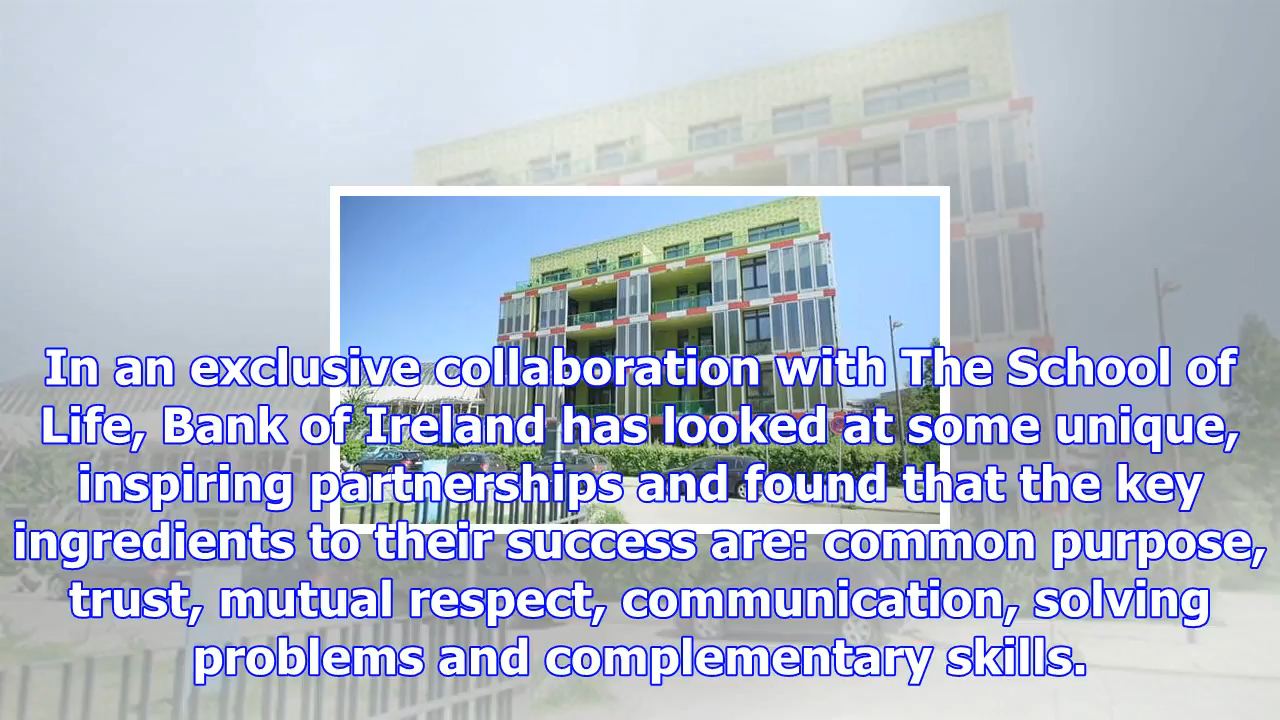 In an exclusive collaboration with The School of
Life, Bank of Ireland has looked at some unique,
inspiring partnerships and found that the key
ingredients to their success are: common purpose,
trust, mutual respect, communication, solving
problems and complementary skills.